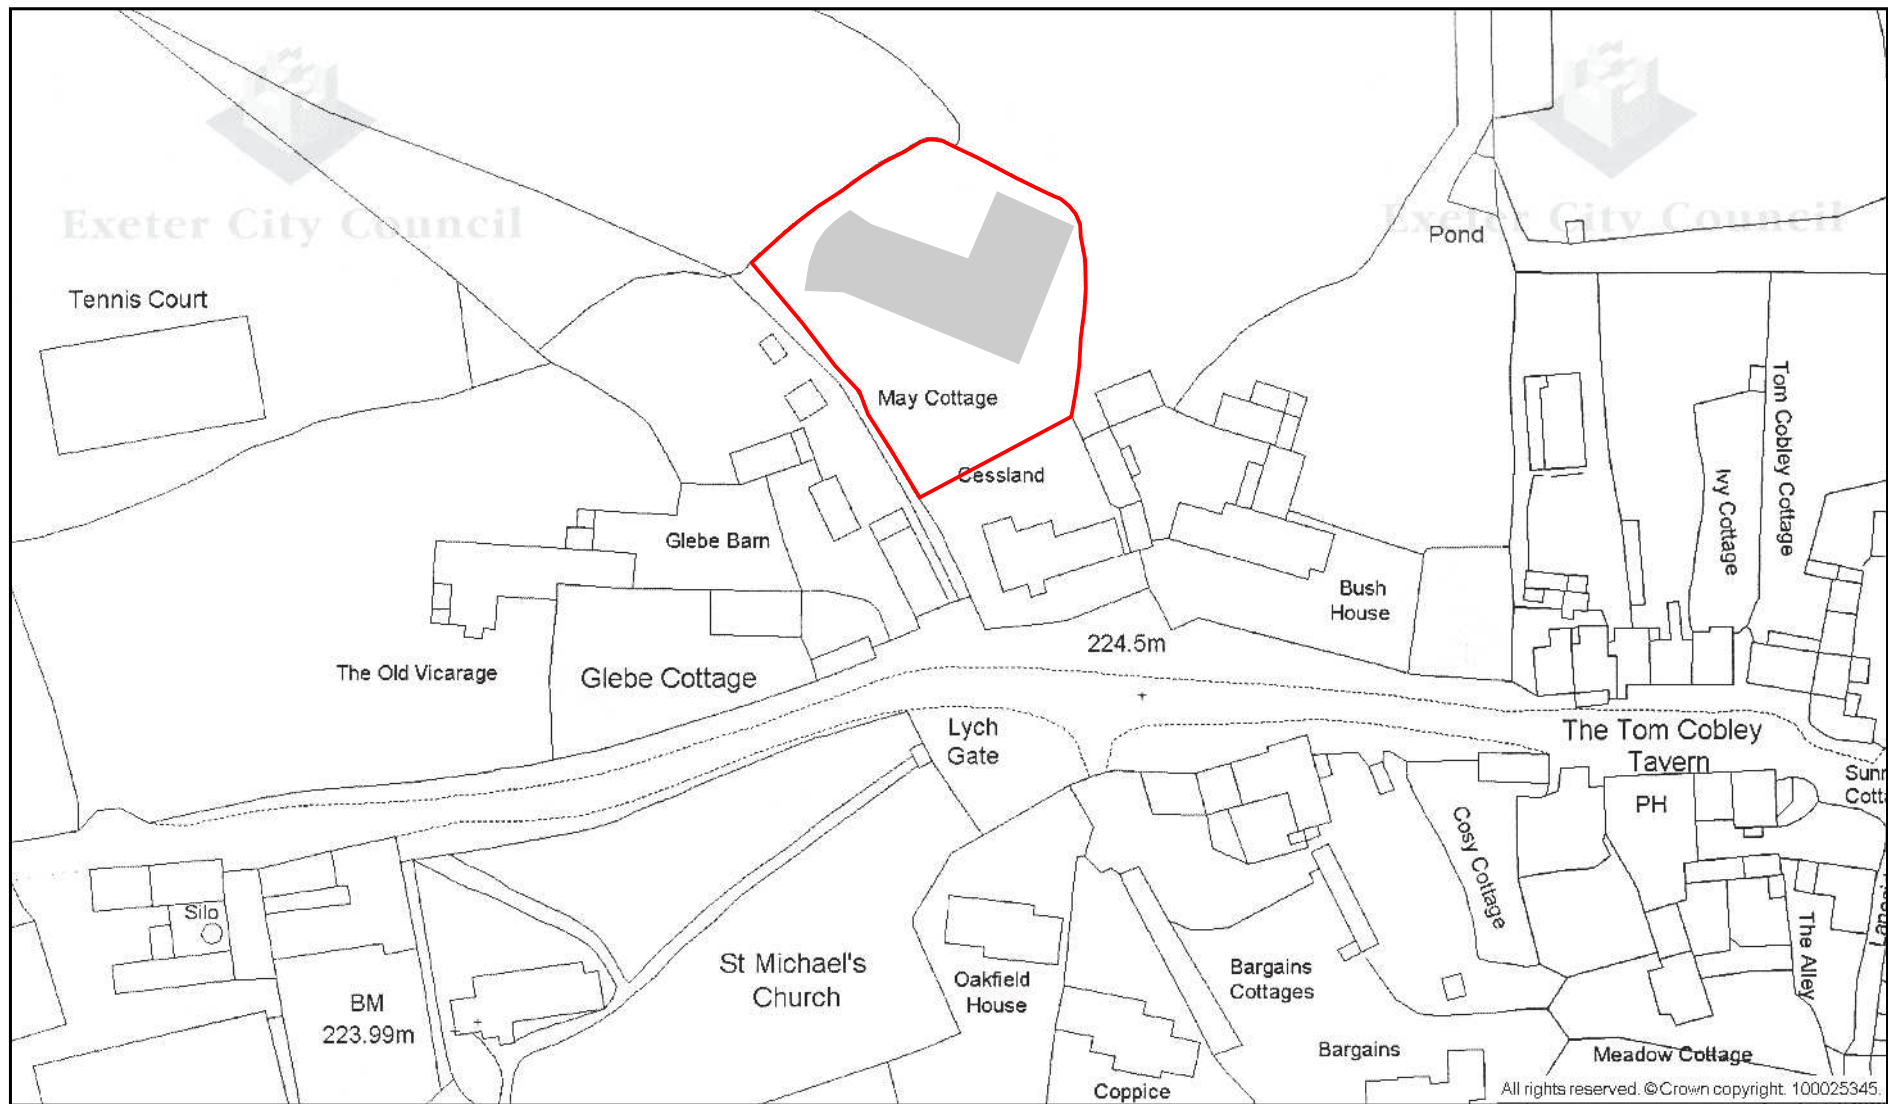 Exeter City Council
Exeter City Council
Pond
Tennis Court
May Cottage
Cessland
Tom Cobley Cottage
Ivy Cottage
Glebe Barn
Bush
House
224.5m
The Old Vicarage
Glebe Cottage
Lych
Gate
The Tom Cobley
Tavern
PH
Cosy Cottage
Silo
St Michael's
Church
Oakfield
House
Bargains
Cottages
The Alley
BM
223.99m
Bargains
Meadow Cottage
Coppice
All rights reserved. © Crown copyright. 100025345.